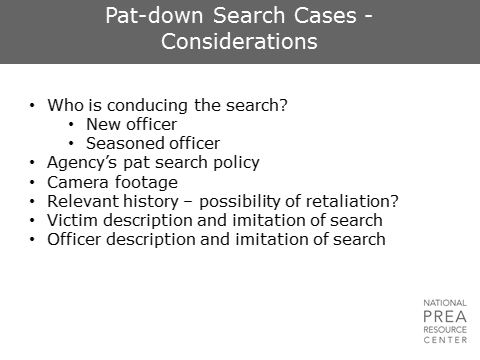 Pat-down Search Cases -
Considerations
• Who is conducing the search?
• New officer
• Seasoned officer
• Agency's pat search policy
• Camera footage
• Relevant history – possibility of retaliation?
• Victim description and imitation of search
• Officer description and imitation of search
NATIONAL
PREA
RESOURCE
CENTER